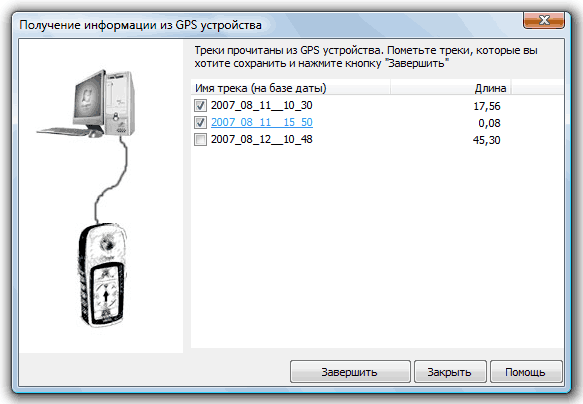 Получение информации из GPS устройства
Треки прочитаны из GPS устройства. Пометьте треки, которые вы
хотите сохранить и нажмите кнопку "Завершить"
Имя трека (на базе даты) Длина
2007_08_11__10_30 17,56
2007_08_11__15_50 0,08
2007_08_12__10_48 45,30
Завершить Закрыть Помощь